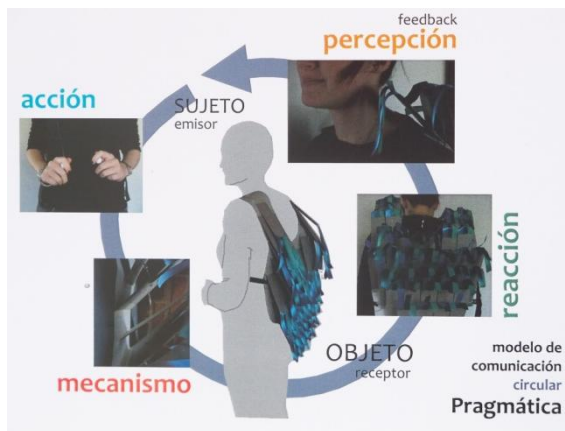 feedback
percepción
acción
SUJETO
emisor
reacción
OBJETO
receptor
mecanismo
modelo de
comunicación
circular
Pragmática